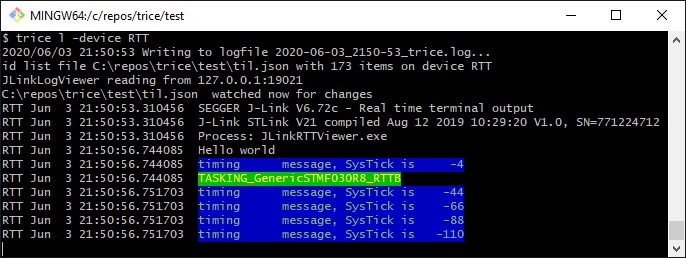 MINGW64:/c/repos/trice/test
$ trice l -device RTT
2020/06/03 21:50:53 Writing to logfile 2020-06-03_2150-53_trice.log...
id list file C:\repos\trice\test\til.json with 173 items on device RTT
JLinkLogViewer reading from 127.0.0.1:19021
C:\repos\trice\test\til.json  watched now for changes
RTT Jun  3 21:50:53.310456  SEGGER J-Link V6.72c - Real time terminal output
RTT Jun  3 21:50:53.310456  J-Link STLink V21 compiled Aug 12 2019 10:29:20 V1.0, SN=771224712
RTT Jun  3 21:50:53.310456  Process: JLinkRTTViewer.exe
RTT Jun  3 21:50:56.744085  Hello world
RTT Jun  3 21:50:56.744085  timing      message, SysTick is     -4
RTT Jun  3 21:50:56.744085  TASKING_GenericSTMF030R8_RTTB
RTT Jun  3 21:50:56.751703  timing      message, SysTick is    -44
RTT Jun  3 21:50:56.751703  timing      message, SysTick is    -66
RTT Jun  3 21:50:56.751703  timing      message, SysTick is    -88
RTT Jun  3 21:50:56.751703  timing      message, SysTick is   -110